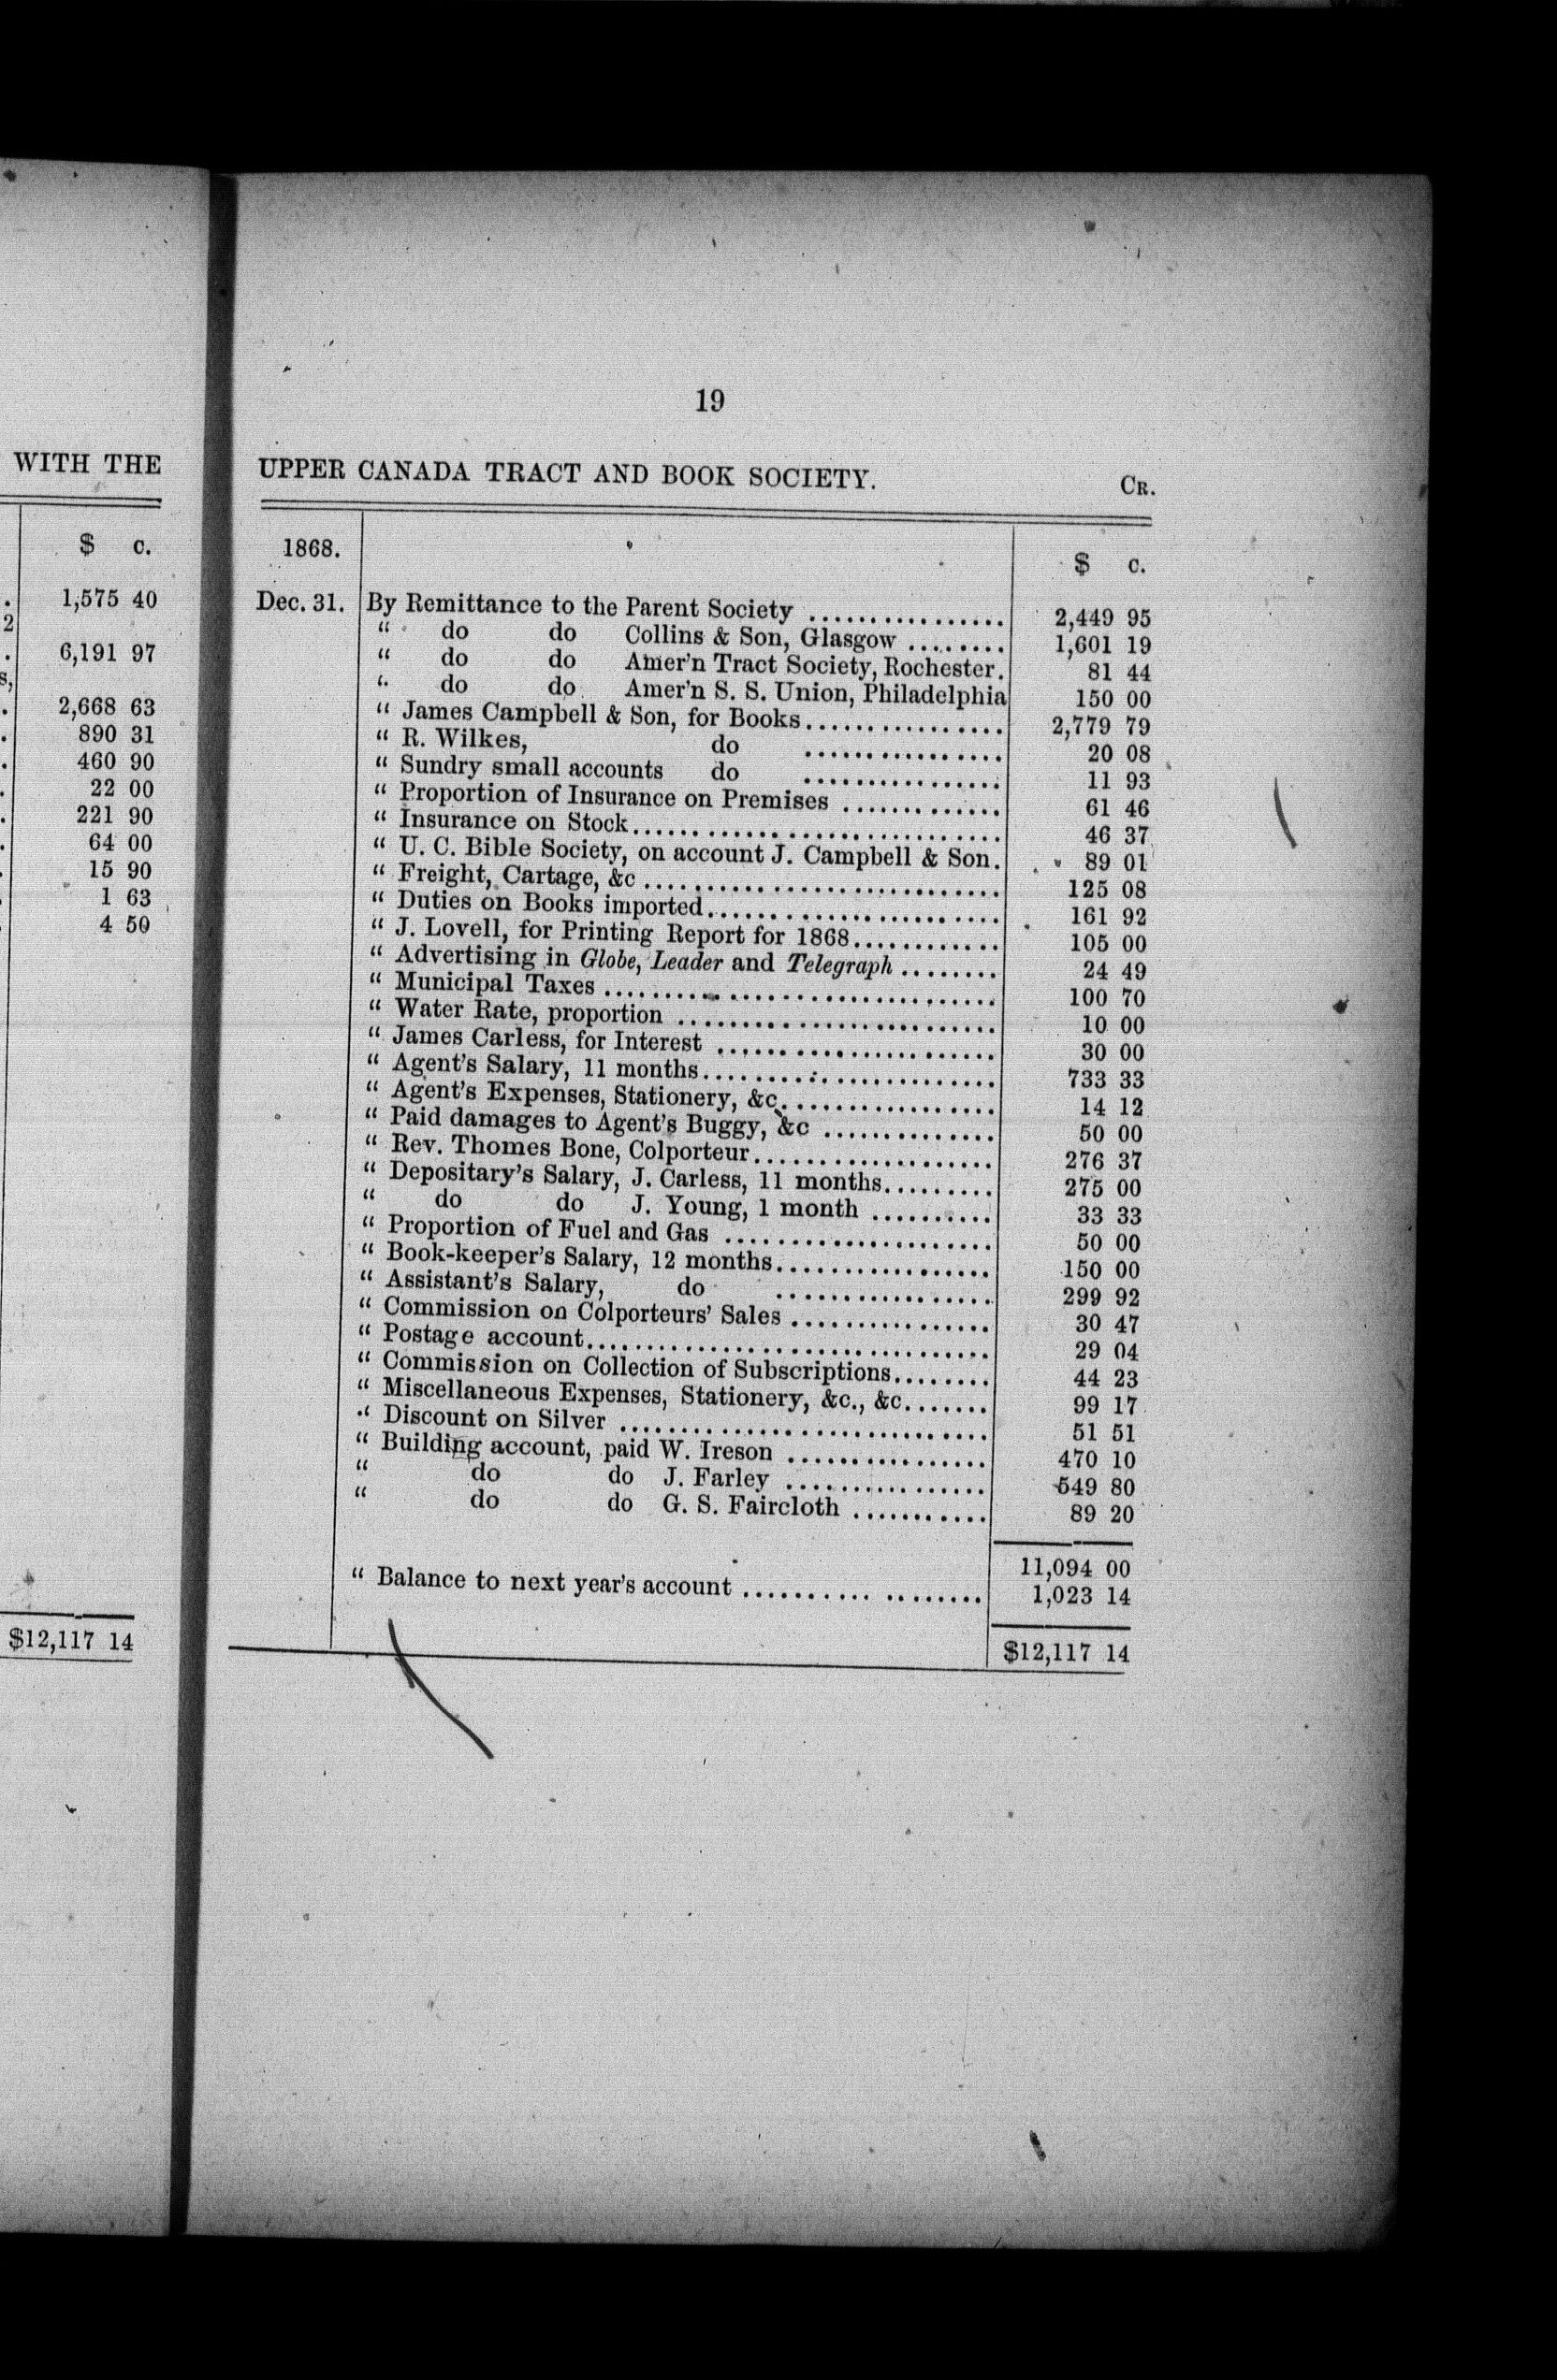 WITH THE
$ c.
1,575 40
2
6,191 97
s,
2,668 63
890 31
460 90
22 00
221 90
64 00
15 90
1 63
4 50
$12,117 14
19
UPPER CANADA TRACT AND BOOK SOCIETY. CR.
1868. $ c.
Dec. 31. By Remittance to the Parent Society ................ 2,449 95
“ do do Collins & Son, Glasgow ........ 1,601 19
“ do do Amer'n Tract Society, Rochester. 81 44
“ do do Amer'n S. S. Union, Philadelphia 150 00
“ James Campbell & Son, for Books................ 2,779 79
“ R. Wilkes, do ................ 20 08
“ Sundry small accounts do ................ 11 93
“ Proportion of Insurance on Premises ............. 61 46
“ Insurance on Stock.............................. 46 37
“ U. C. Bible Society, on account J. Campbell & Son. 89 01
“ Freight, Cartage, &c ............................. 125 08
“ Duties on Books imported........................ 161 92
“ J. Lovell, for Printing Report for 1868............ 105 00
“ Advertising in Globe, Leader and Telegraph ........ 24 49
“ Municipal Taxes ................................ 100 70
“ Water Rate, proportion .......................... 10 00
“ James Carless, for Interest ....................... 30 00
“ Agent's Salary, 11 months........................ 733 33
“ Agent's Expenses, Stationery, &c.................. 14 12
“ Paid damages to Agent's Buggy, &c .............. 50 00
“ Rev. Thomes Bone, Colporteur.................... 276 37
“ Depositary's Salary, J. Carless, 11 months......... 275 00
“ do do J. Young, 1 month .......... 33 33
“ Proportion of Fuel and Gas ...................... 50 00
“ Book-keeper's Salary, 12 months.................. 150 00
“ Assistant's Salary, do .................. 299 92
“ Commission on Colporteurs' Sales ................ 30 47
“ Postage account................................. 29 04
“ Commission on Collection of Subscriptions........ 44 23
“ Miscellaneous Expenses, Stationery, &c., &c....... 99 17
“ Discount on Silver .............................. 51 51
“ Building account, paid W. Ireson ................ 470 10
“ do do J. Farley ................. 549 80
“ do do G. S. Faircloth ........... 89 20
11,094 00
“ Balance to next year's account ........... ........ 1,023 14
$12,117 14